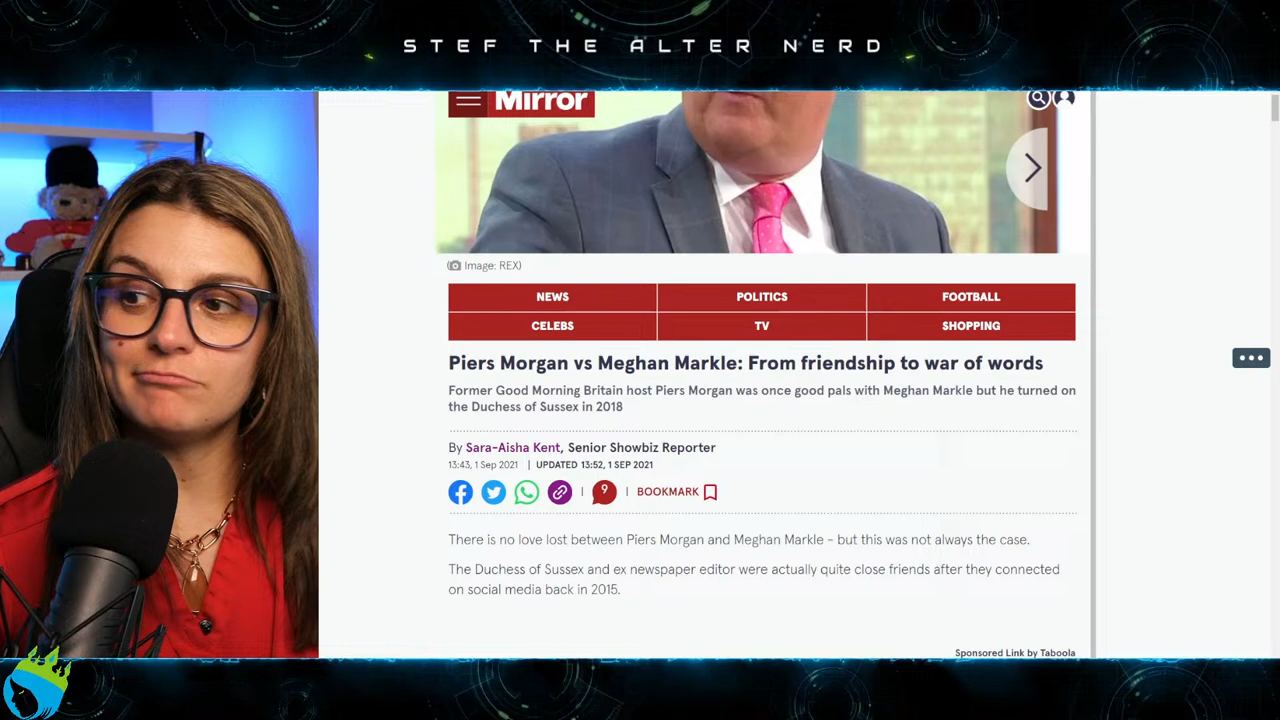 STEF THE ALTER NERD
Mirror
(Image: REX)
NEWS
POLITICS
FOOTBALL
CELEBS
TV
SHOPPING
Piers Morgan vs Meghan Markle: From friendship to war of words
Former Good Morning Britain host Piers Morgan was once good pals with Meghan Markle but he turned on
the Duchess of Sussex in 2018
By Sara-Aisha Kent, Senior Showbiz Reporter
13:43, 1 Sep 2021 | UPDATED 13:52, 1 SEP 2021
9
| BOOKMARK
There is no love lost between Piers Morgan and Meghan Markle – but this was not always the case.
The Duchess of Sussex and ex newspaper editor were actually quite close friends after they connected
on social media back in 2015.
Sponsored Link by Taboola